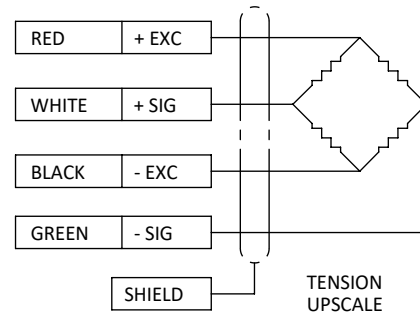 RED + EXC
WHITE + SIG
BLACK - EXC
GREEN - SIG
SHIELD
TENSION
UPSCALE